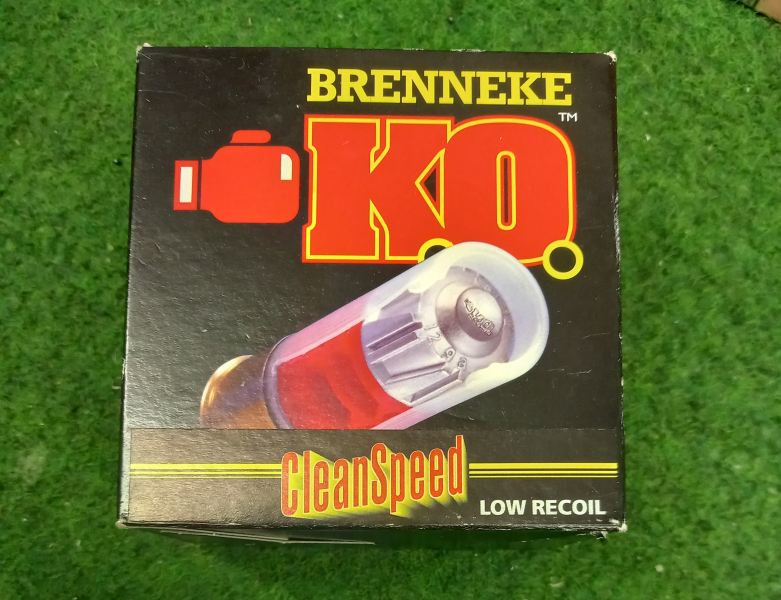 BRENNEKE
K.O.™
CleanSpeed
LOW RECOIL